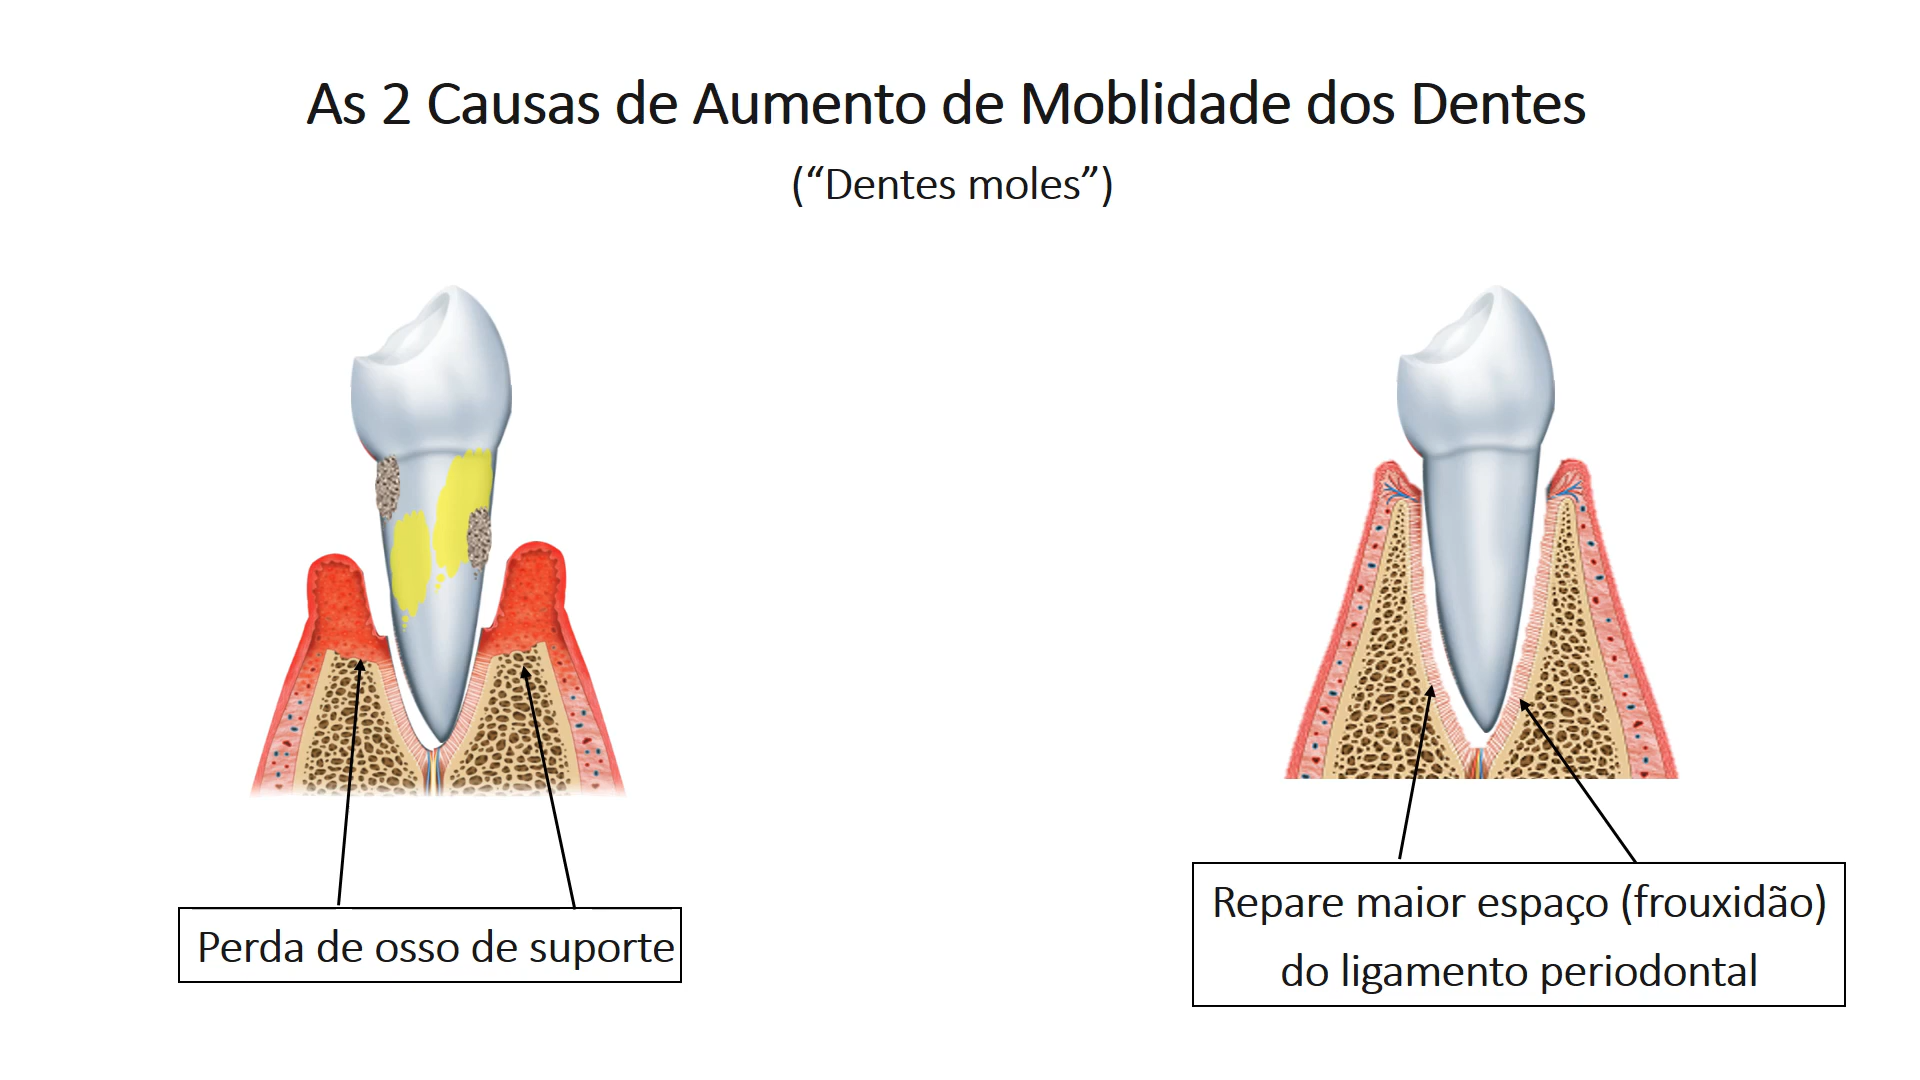 As 2 Causas de Aumento de Moblidade dos Dentes
(“Dentes moles”)
Perda de osso de suporte
Repare maior espaço (frouxidão)
do ligamento periodontal